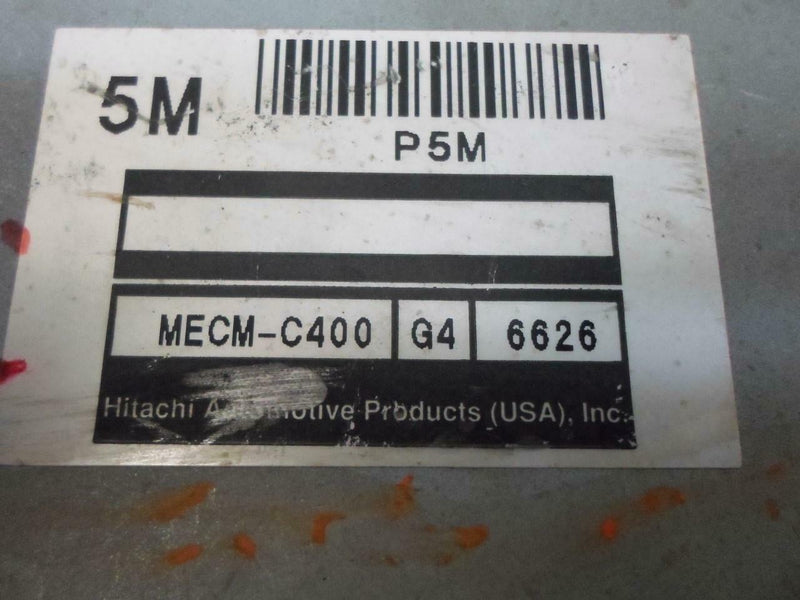 5M
P5M
MECM-C400 G4 6626
Hitachi Automotive Products (USA), Inc.